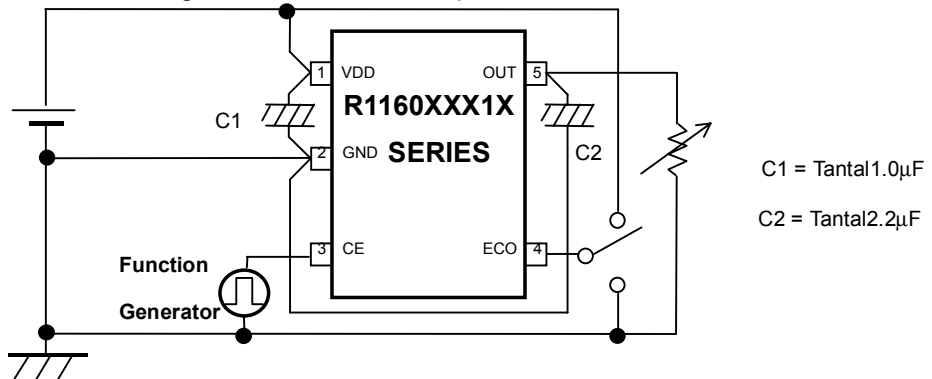 1 VDD OUT 5
R1160XXX1X
C1
2 GND SERIES C2
C1 = Tantal1.0μF
C2 = Tantal2.2μF
3 CE ECO 4
Function
Generator